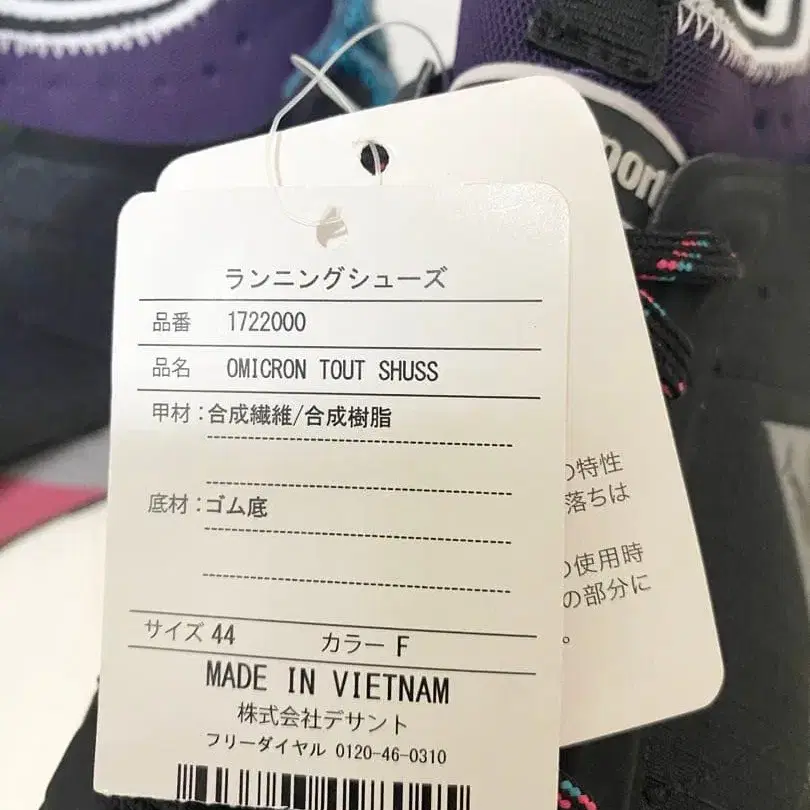 ランニングシューズ
品番 1722000
品名 OMICRON TOUT SHUSS
甲材：合成繊維/合成樹脂
底材：ゴム底
サイズ 44 カラー F
MADE IN VIETNAM
株式会社デサント
フリーダイヤル 0120-46-0310
の特性
落ちは
の使用時
の部分に
。
port